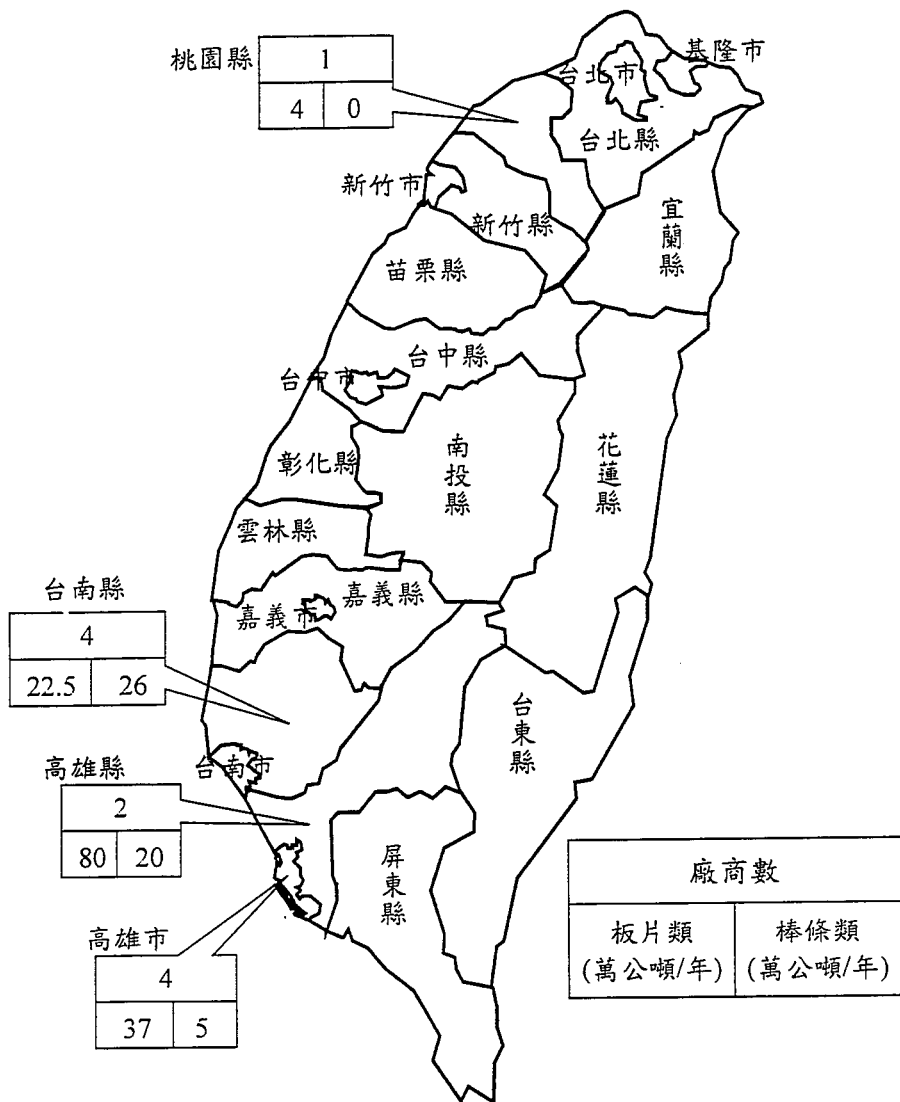 桃園縣
1
4 0
基隆市
台北市
台北縣
新竹市
新竹縣
宜蘭縣
苗栗縣
台中縣
台中市
彰化縣
南投縣
花蓮縣
雲林縣
台南縣
4
22.5 26
嘉義市
嘉義縣
台東縣
台南市
高雄縣
2
80 20
屏東縣
高雄市
4
37 5
廠商數
板片類 棒條類
(萬公噸/年) (萬公噸/年)